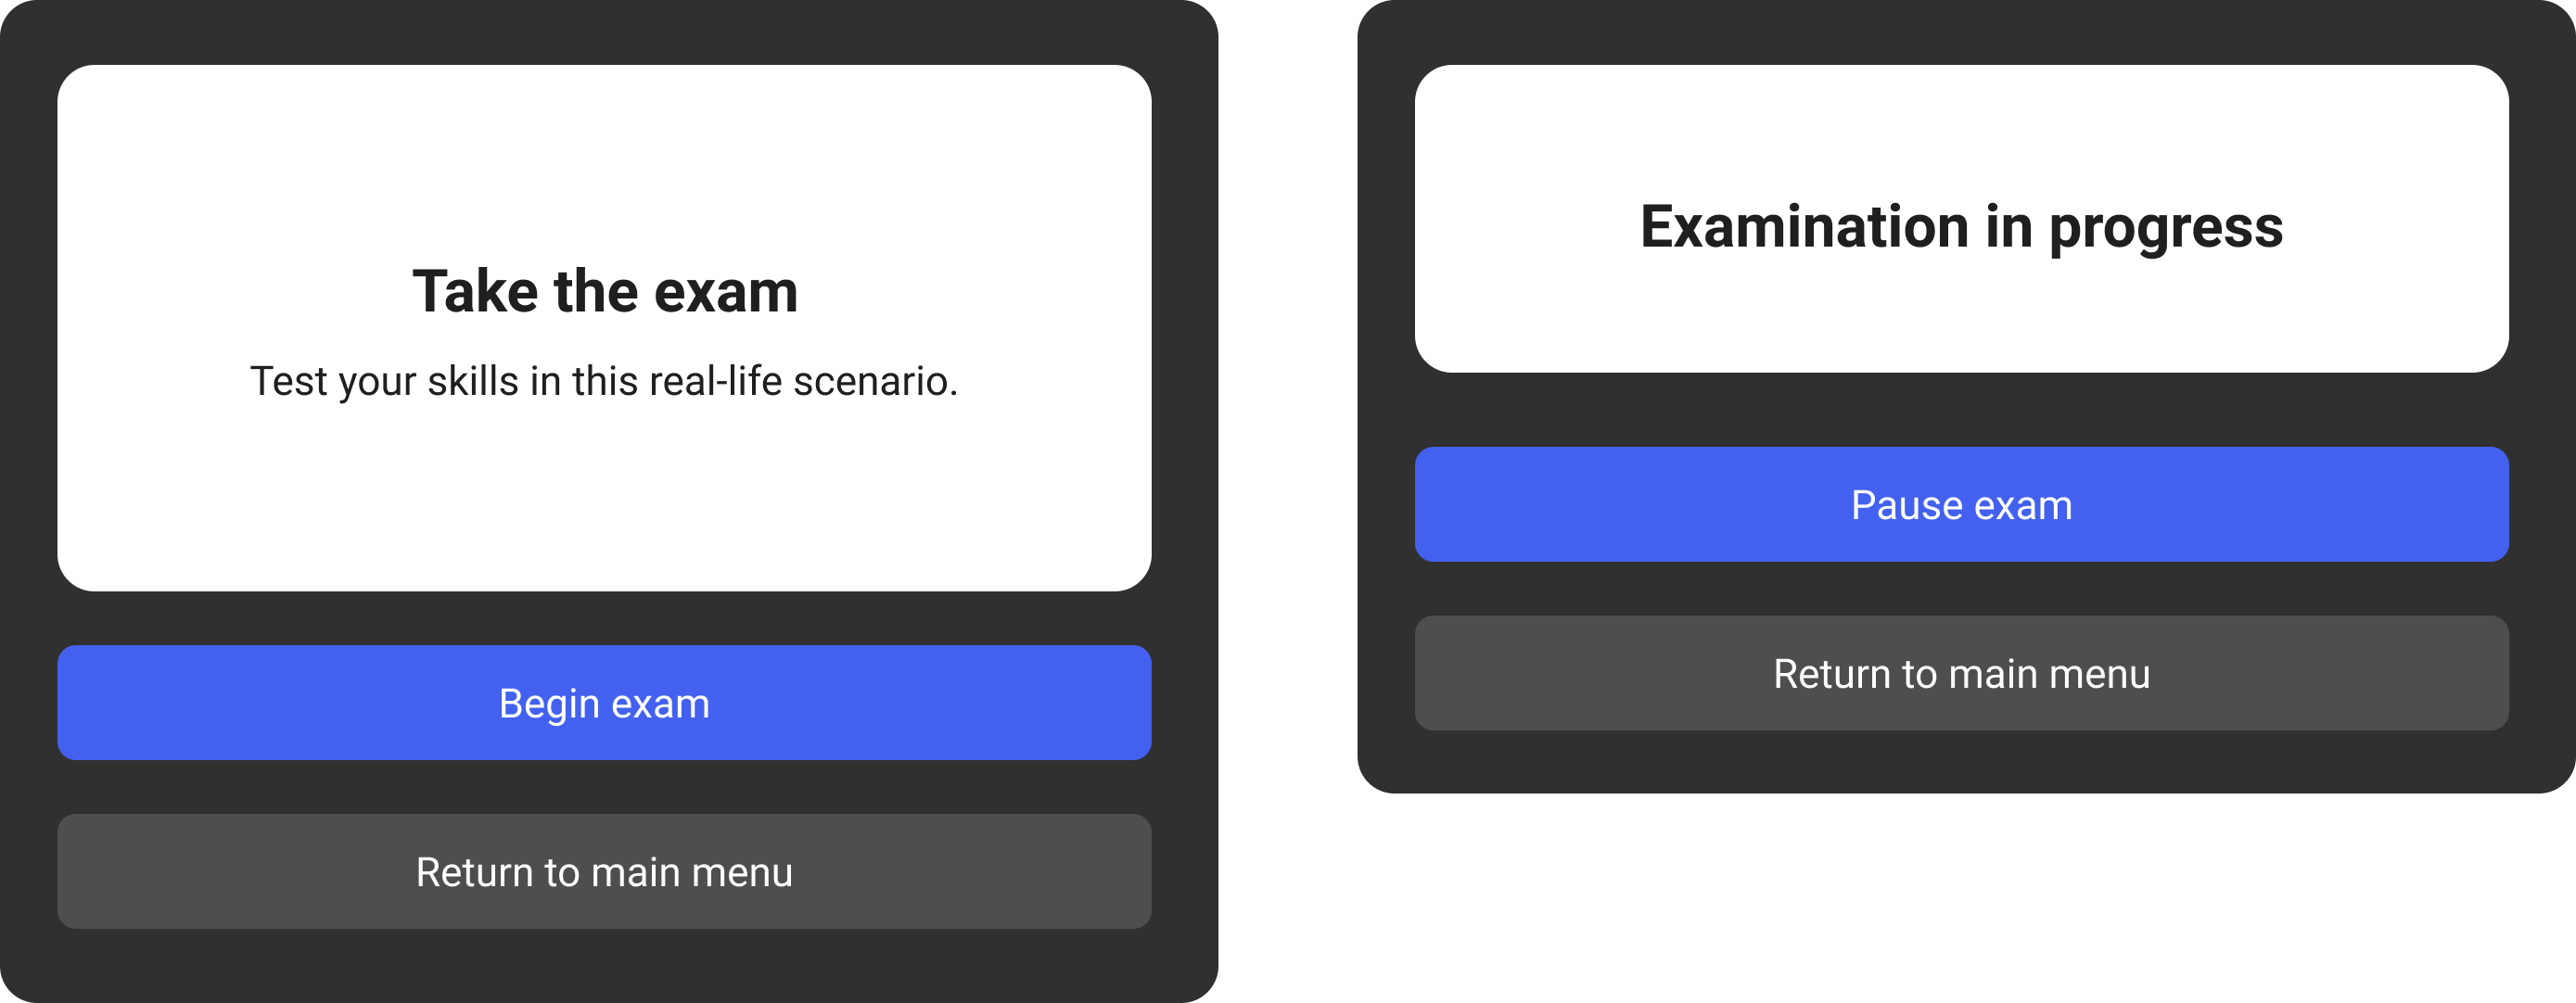 Take the exam
Test your skills in this real-life scenario.
Begin exam
Return to main menu
Examination in progress
Pause exam
Return to main menu